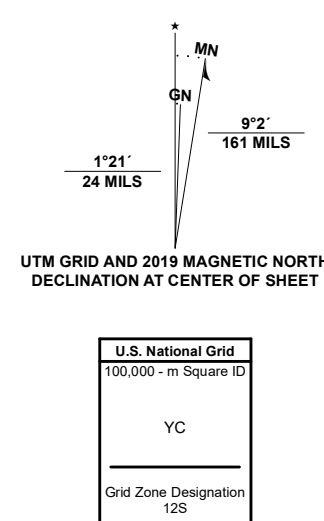 ★
MN
GN
9°2´
161 MILS
1°21´
24 MILS
UTM GRID AND 2019 MAGNETIC NORTH
DECLINATION AT CENTER OF SHEET
U.S. National Grid
100,000 - m Square ID
YC
Grid Zone Designation
12S